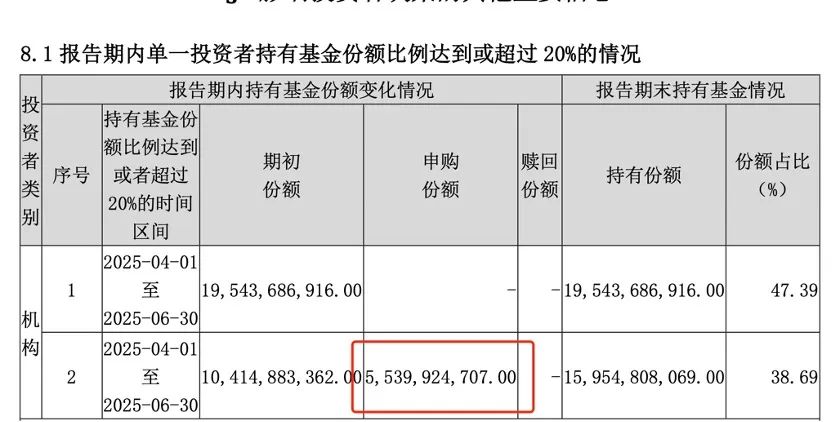 8.1 报告期内单一投资者持有基金份额比例达到或超过 20%的情况
投资者类别
报告期内持有基金份额变化情况
报告期末持有基金情况
序号
持有基金份
额比例达到
或者超过
20%的时间
区间
期初
份额
申购
份额
赎回
份额
持有份额
份额占比
（%）
机构
1
2025-04-01
至
2025-06-30
19,543,686,916.00
-
-
19,543,686,916.00
47.39
2
2025-04-01
至
2025-06-30
10,414,883,362.00
5,539,924,707.00
-
15,954,808,069.00
38.69